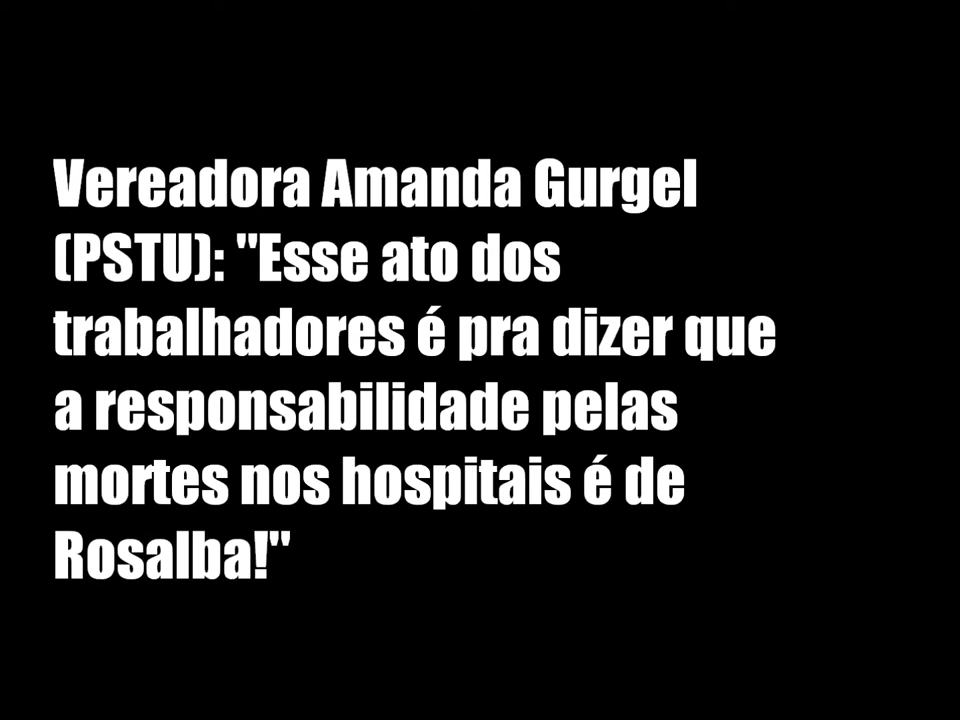 Vereadora Amanda Gurgel
(PSTU): "Esse ato dos
trabalhadores é pra dizer que
a responsabilidade pelas
mortes nos hospitais é de
Rosalba!"